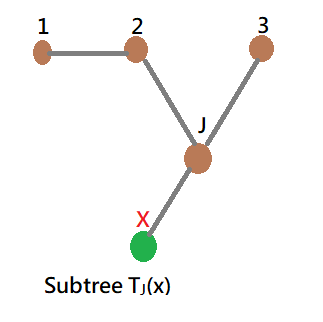 1 2 3
J
X
Subtree Tⱼ(x)